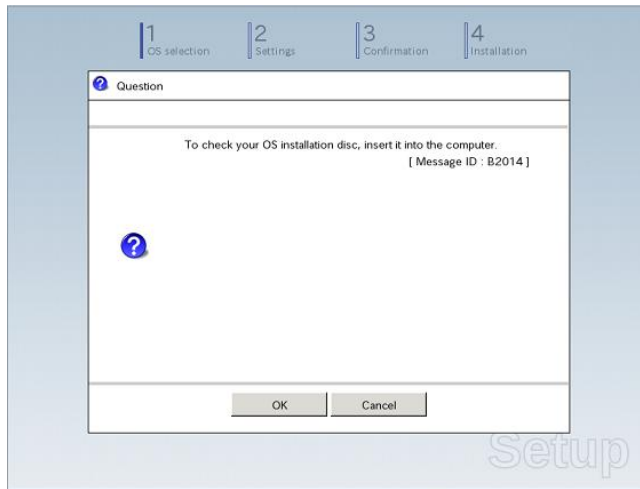 1
OS selection
2
Settings
3
Confirmation
4
Installation
Question
To check your OS installation disc, insert it into the computer.
[ Message ID : B2014 ]
OK
Cancel
Setup